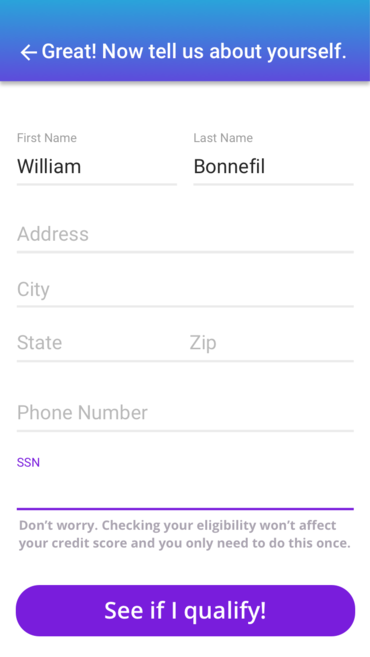 Great! Now tell us about yourself.
First Name Last Name
William Bonnefil
Address
City
State Zip
Phone Number
SSN
Don’t worry. Checking your eligibility won’t affect
your credit score and you only need to do this once.
See if I qualify!